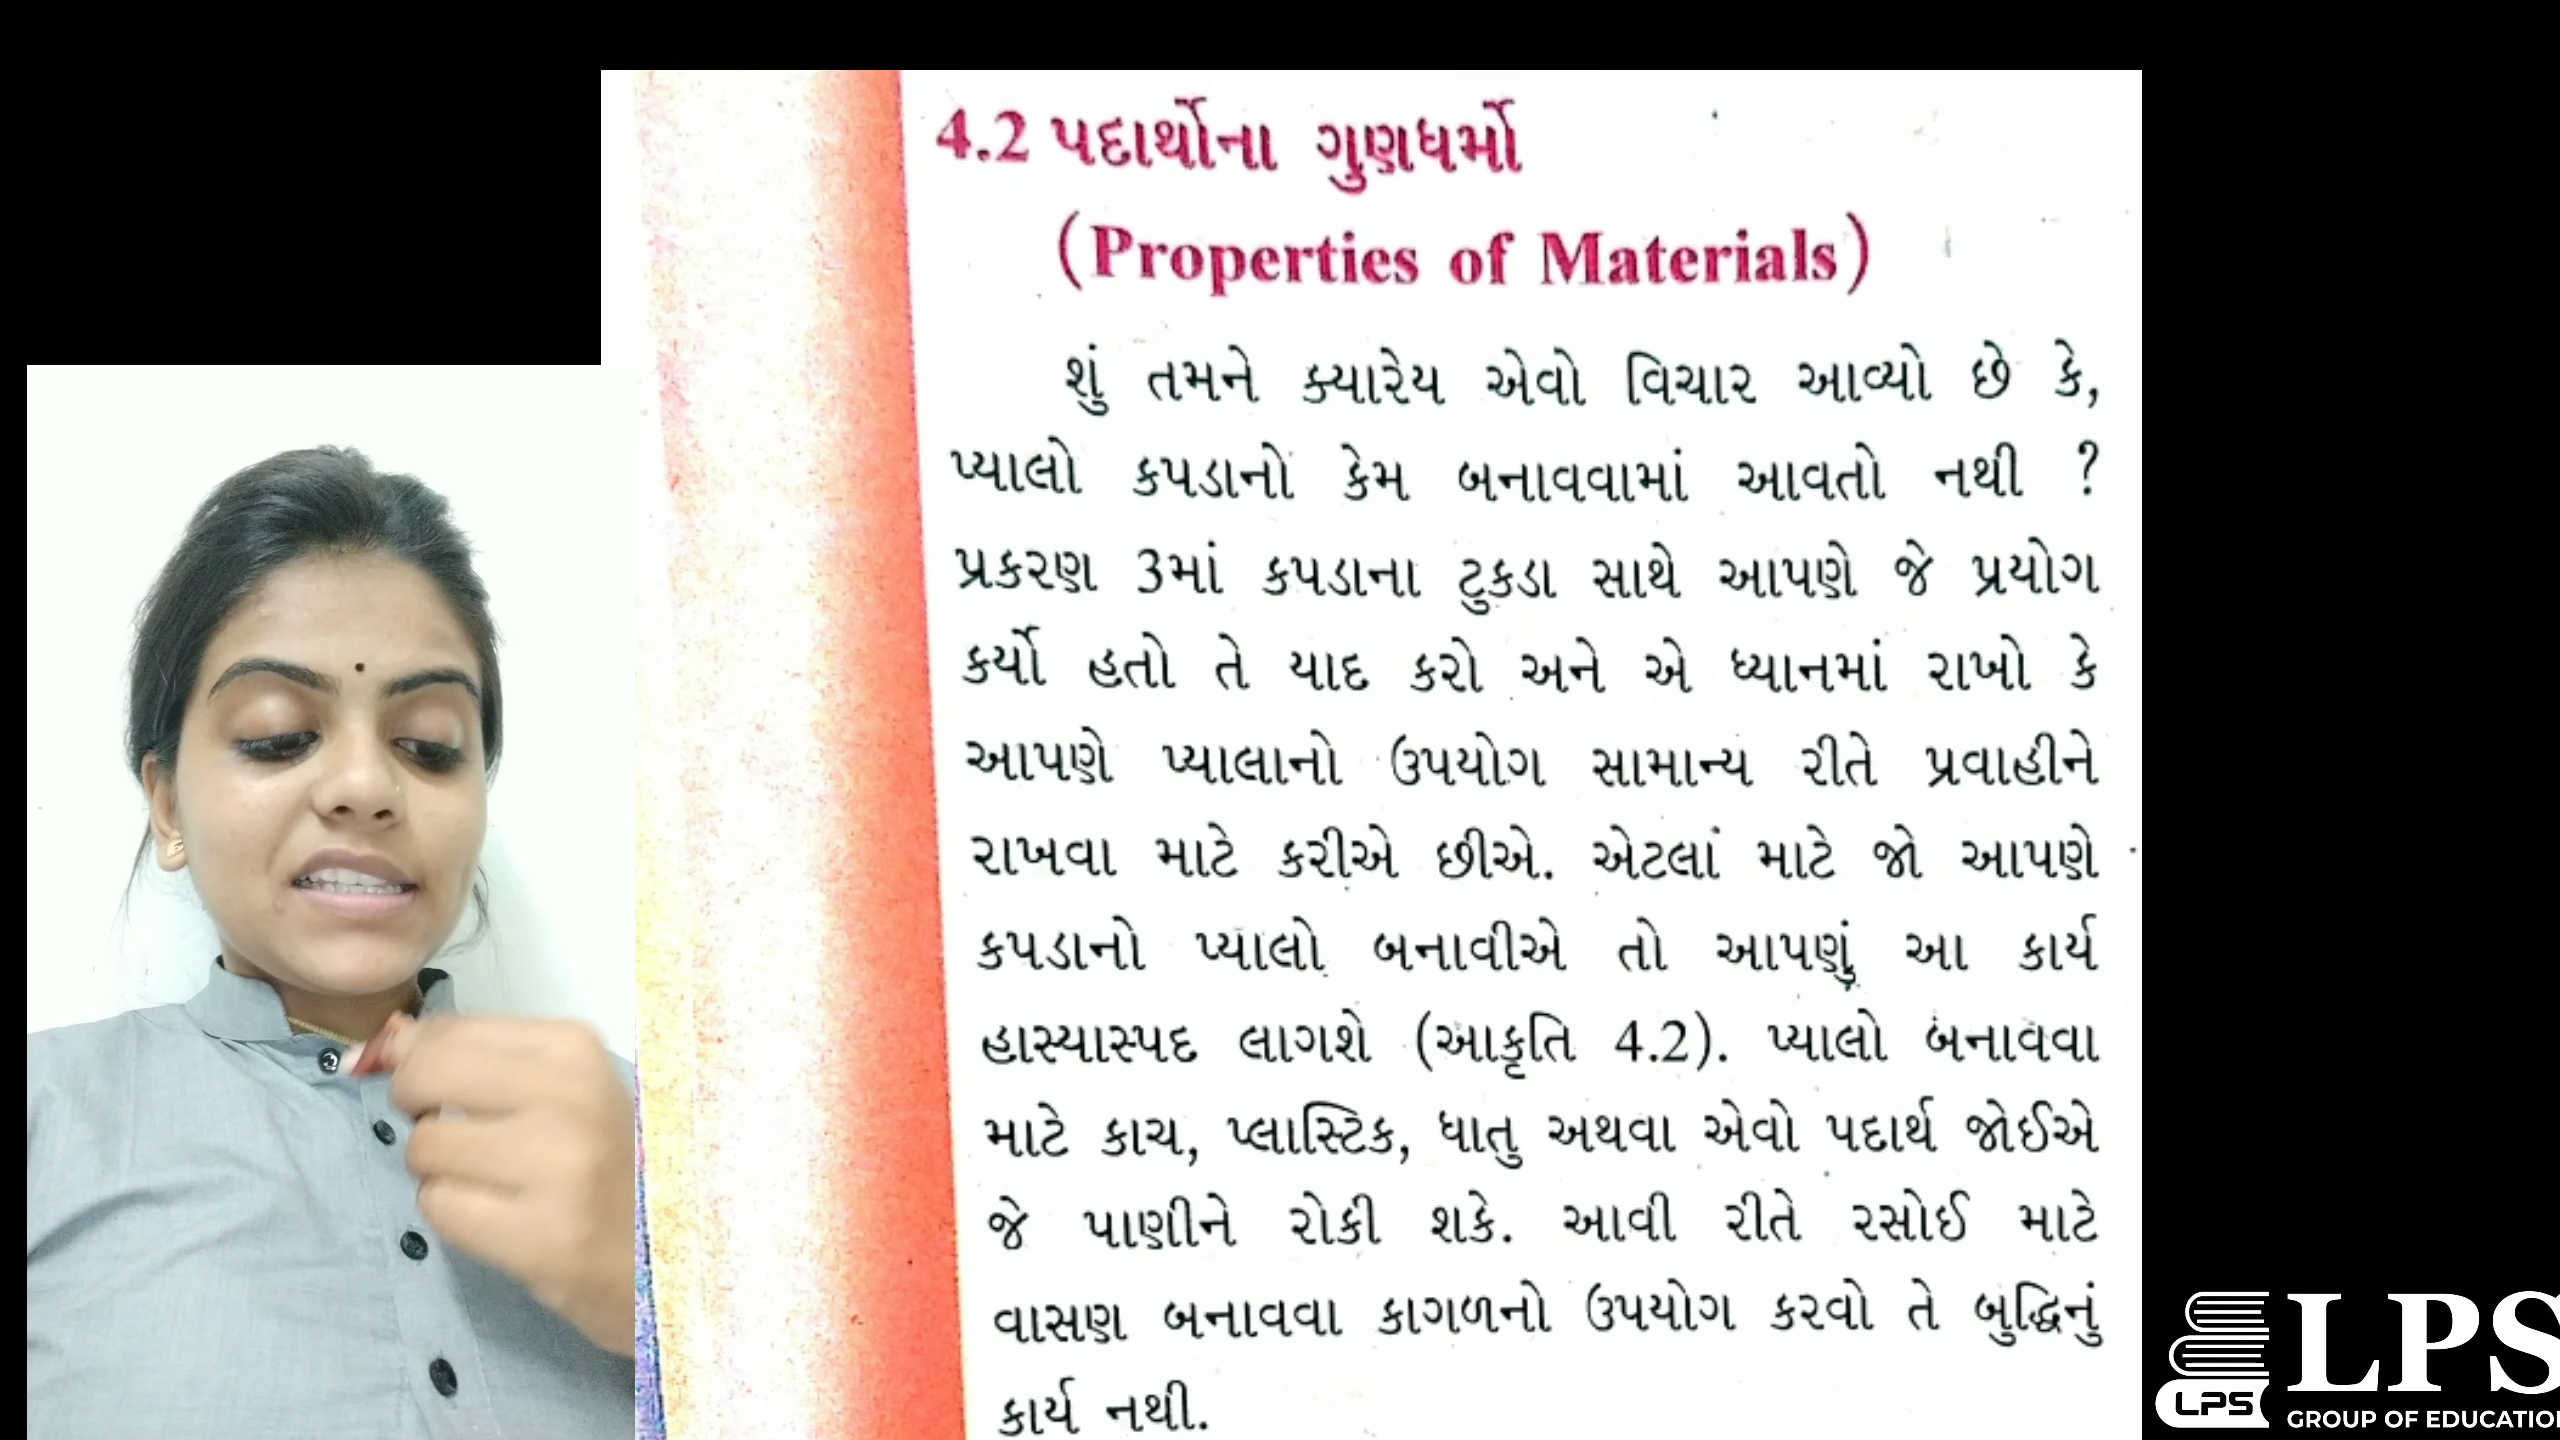 4.2 પદાર્થોના ગુણધર્મો
(Properties of Materials)
શું તમને ક્યારેય એવો વિચાર આવ્યો છે કે,
પ્યાલો કપડાનો કેમ બનાવવામાં આવતો નથી ?
પ્રકરણ 3માં કપડાના ટુકડા સાથે આપણે જે પ્રયોગ
કર્યો હતો તે યાદ કરો અને એ ધ્યાનમાં રાખો કે
આપણે પ્યાલાનો ઉપયોગ સામાન્ય રીતે પ્રવાહીને
રાખવા માટે કરીએ છીએ. એટલાં માટે જો આપણે
કપડાનો પ્યાલો બનાવીએ તો આપણું આ કાર્ય
હાસ્યાસ્પદ લાગશે (આકૃતિ 4.2). પ્યાલો બનાવવા
માટે કાચ, પ્લાસ્ટિક, ધાતુ અથવા એવો પદાર્થ જોઈએ
જે પાણીને રોકી શકે. આવી રીતે રસોઈ માટે
વાસણ બનાવવા કાગળનો ઉપયોગ કરવો તે બુદ્ધિનું
કાર્ય નથી.
LPS
LPS
GROUP OF EDUCATION